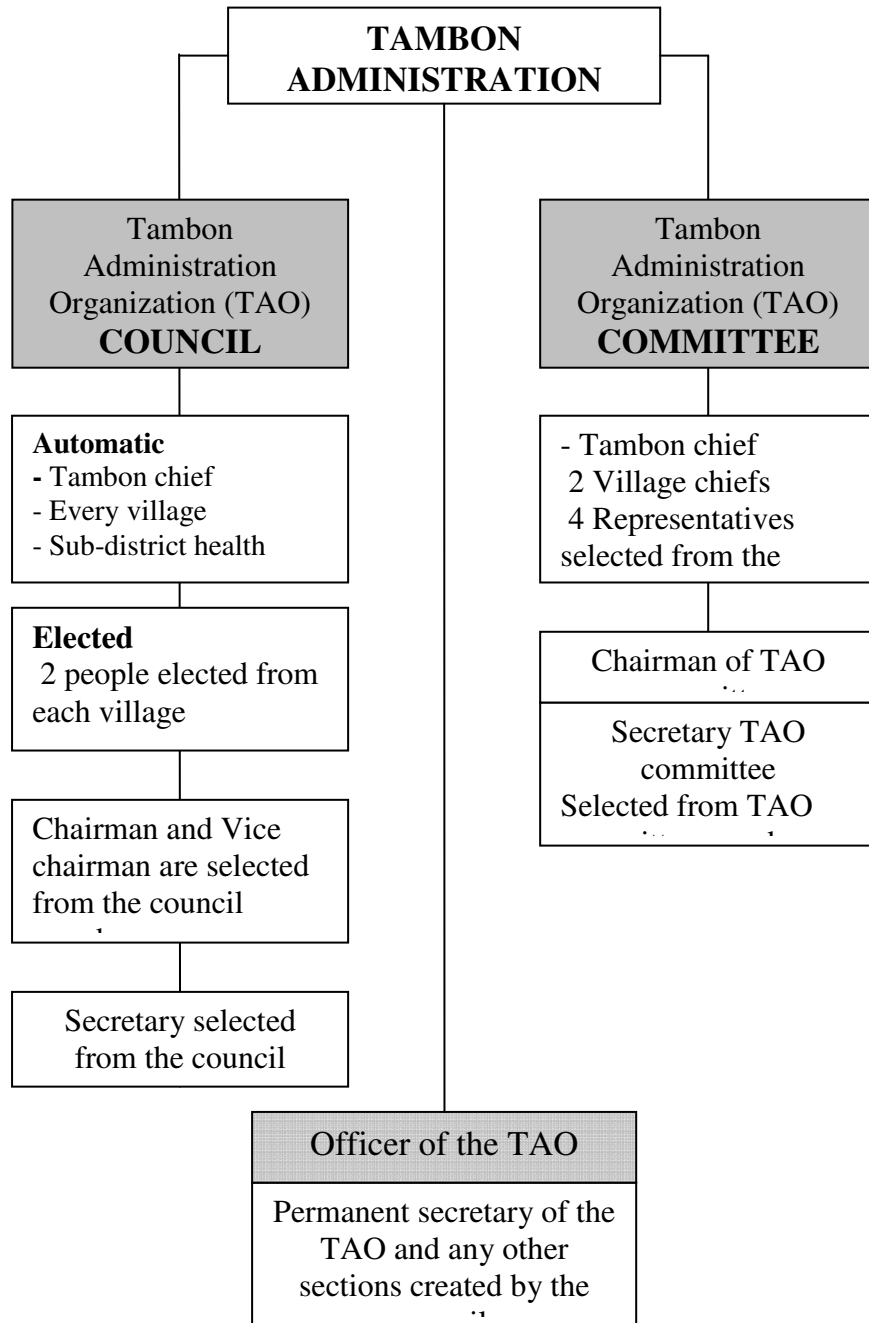 TAMBON
ADMINISTRATION
Tambon
Administration
Organization (TAO)
COUNCIL
Automatic
- Tambon chief
- Every village
- Sub-district health
Elected
2 people elected from
each village
Chairman and Vice
chairman are selected
from the council
Secretary selected
from the council
Tambon
Administration
Organization (TAO)
COMMITTEE
- Tambon chief
2 Village chiefs
4 Representatives
selected from the
Chairman of TAO
Secretary TAO
committee
Selected from TAO
Officer of the TAO
Permanent secretary of the
TAO and any other
sections created by the